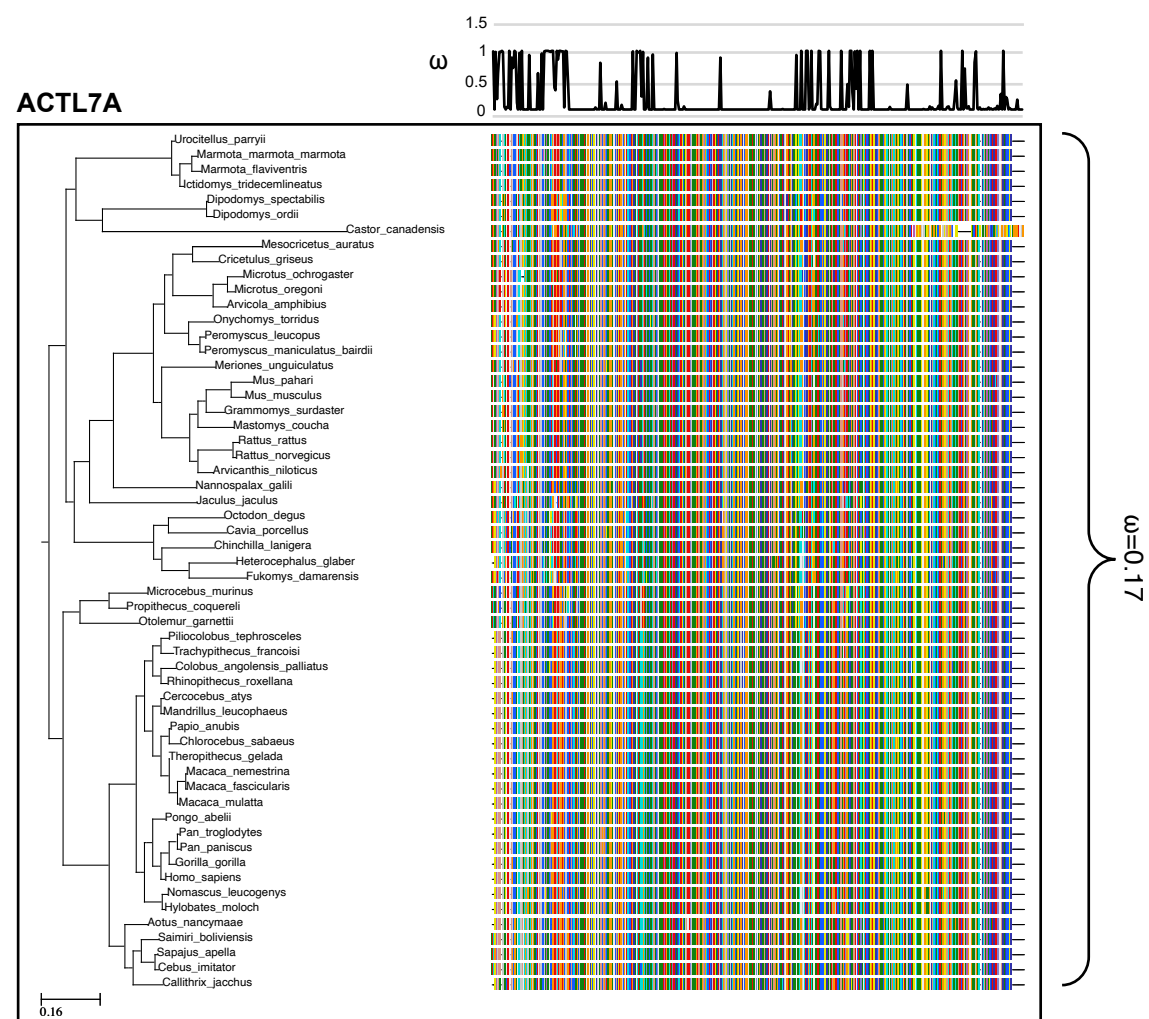 1.5
ω
1
0.5
0
ACTL7A
Urocitellus_parryii
Marmota_marmota_marmota
Marmota_flaviventris
Ictidomys_tridecemlineatus
Dipodomys_spectabilis
Dipodomys_ordii
Castor_canadensis
Mesocricetus_auratus
Cricetulus_griseus
Microtus_ochrogaster
Microtus_oregoni
Arvicola_amphibius
Onychomys_torridus
Peromyscus_leucopus
Peromyscus_maniculatus_bairdii
Meriones_unguiculatus
Mus_pahari
Mus_musculus
Grammomys_surdaster
Mastomys_coucha
Rattus_rattus
Rattus_norvegicus
Arvicanthis_niloticus
Nannospalax_galili
Jaculus_jaculus
Octodon_degus
Cavia_porcellus
Chinchilla_lanigera
Heterocephalus_glaber
Fukomys_damarensis
Microcebus_murinus
Propithecus_coquereli
Otolemur_garnettii
Piliocolobus_tephrosceles
Trachypithecus_francoisi
Colobus_angolensis_palliatus
Rhinopithecus_roxellana
Cercocebus_atys
Mandrillus_leucophaeus
Papio_anubis
Chlorocebus_sabaeus
Theropithecus_gelada
Macaca_nemestrina
Macaca_fascicularis
Macaca_mulatta
Pongo_abelii
Pan_troglodytes
Pan_paniscus
Gorilla_gorilla
Homo_sapiens
Nomascus_leucogenys
Hylobates_moloch
Aotus_nancymaae
Saimiri_boliviensis
Sapajus_apella
Cebus_imitator
Callithrix_jacchus
0.16
ω=0.17